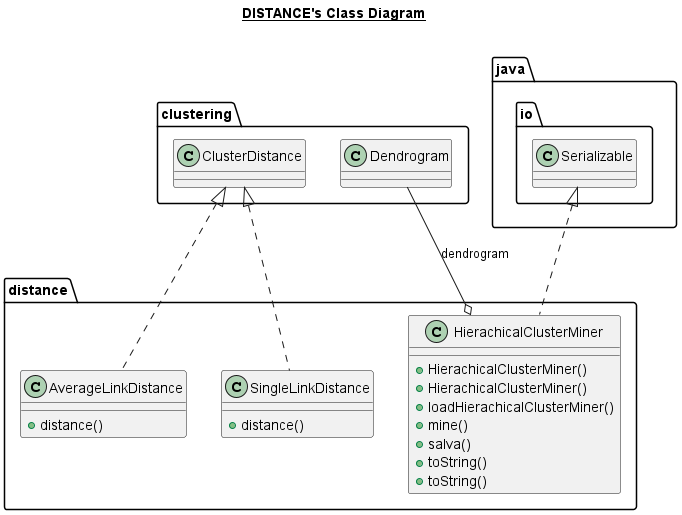 DISTANCE's Class Diagram
java
clustering
io
C ClusterDistance
C Dendrogram
C Serializable
dendrogram
distance
C HierachicalClusterMiner
HierachicalClusterMiner()
HierachicalClusterMiner()
loadHierachicalClusterMiner()
mine()
salva()
toString()
toString()
C AverageLinkDistance
distance()
C SingleLinkDistance
distance()